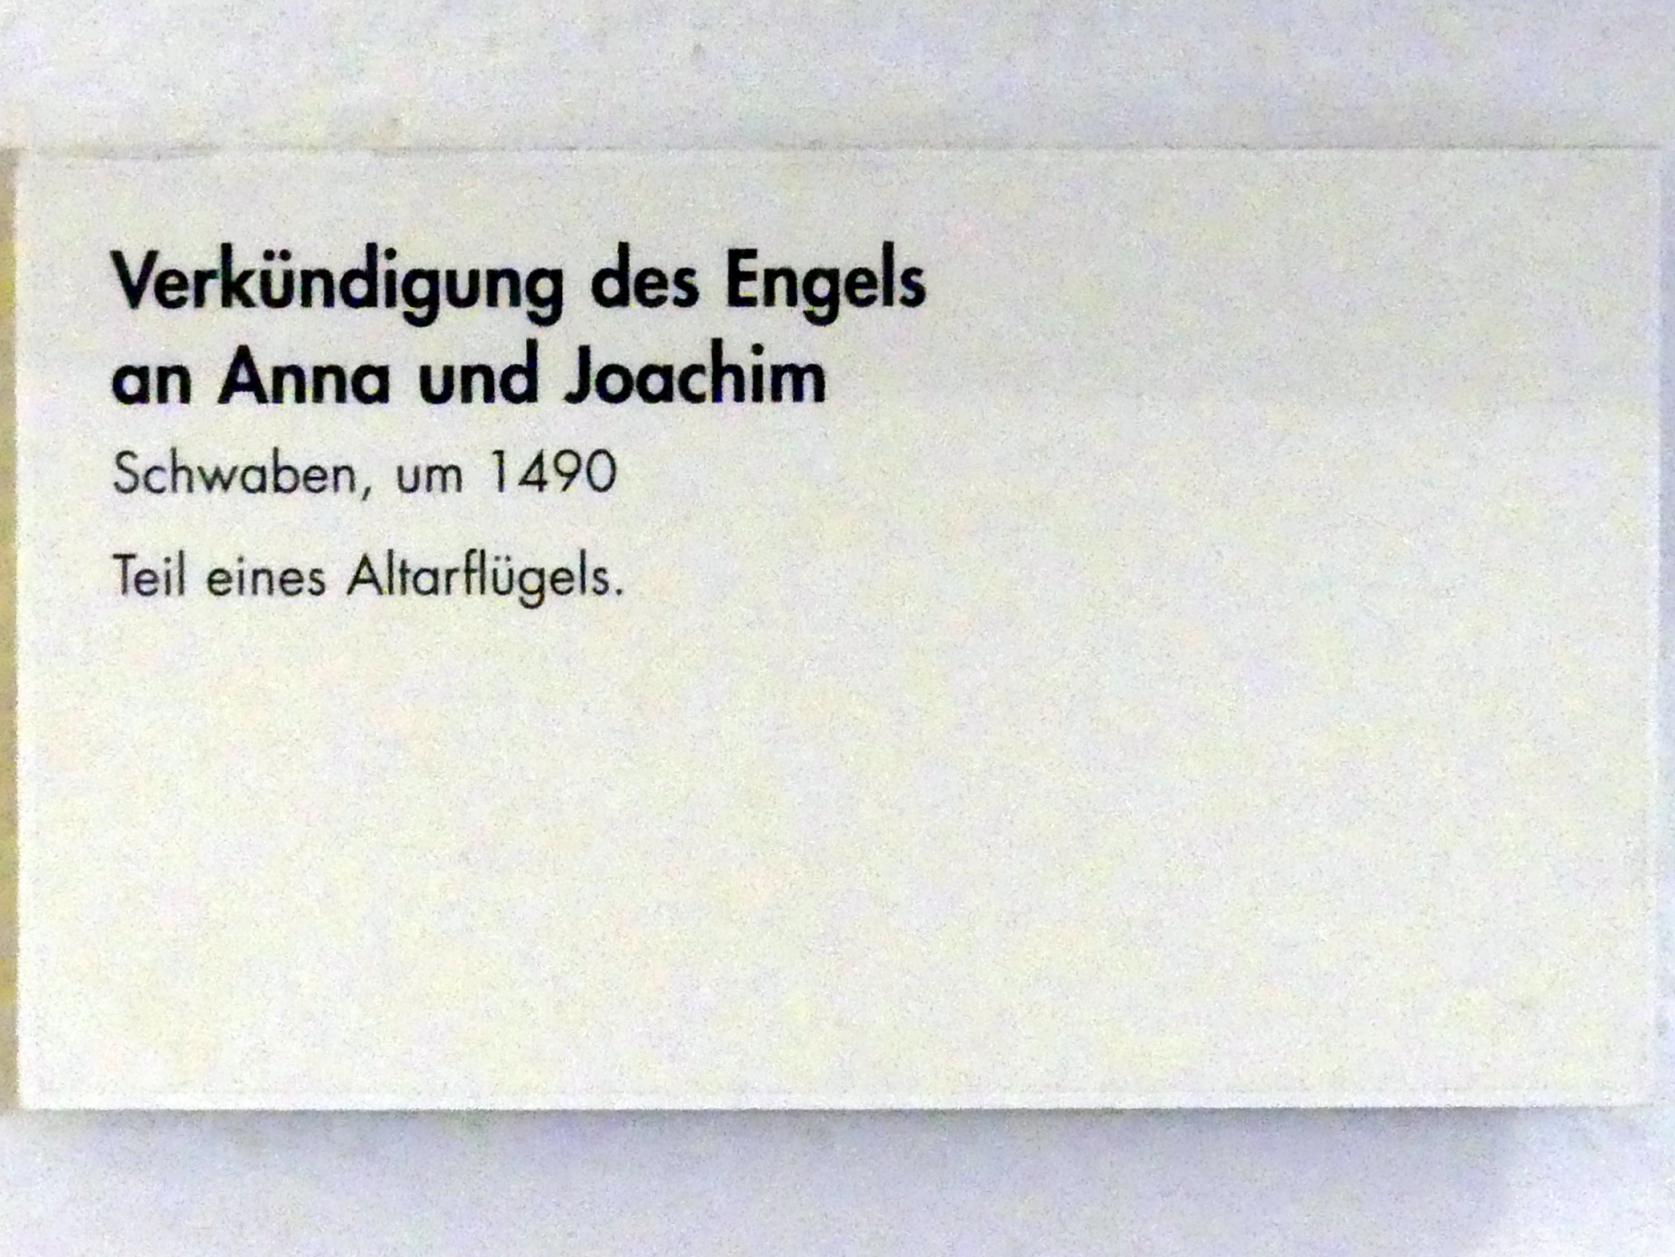 Verkündigung des Engels
an Anna und Joachim
Schwaben, um 1490
Teil eines Altarflügels.